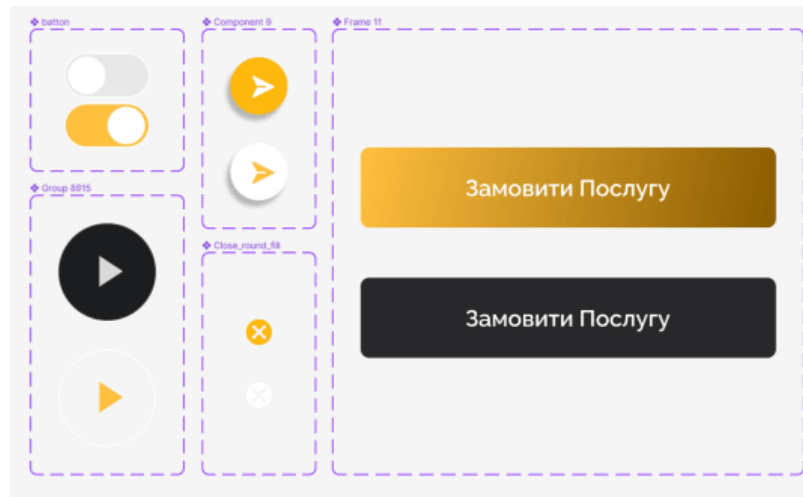 batton
Component 9
Frame 11
Group 8915
Close_round_fill
Замовити Послугу
Замовити Послугу